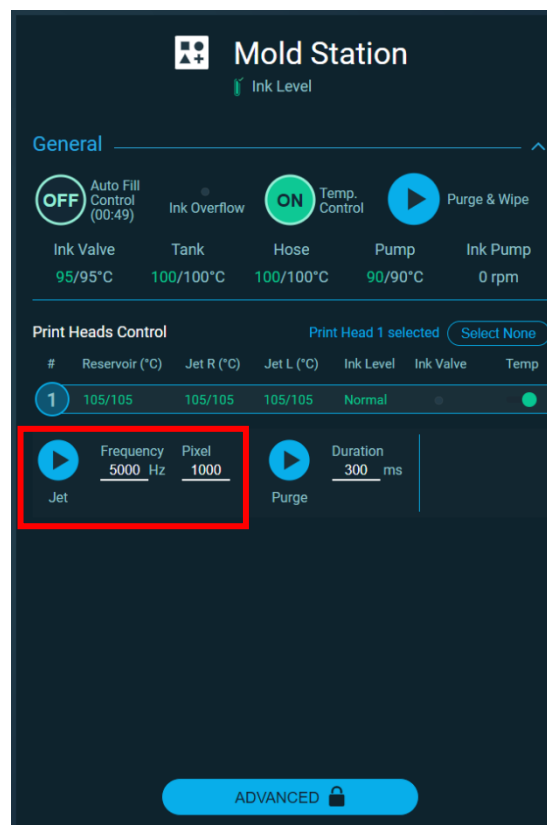 Mold Station
Ink Level
General
OFF
Auto Fill
Control
(00:49)
Ink Overflow
ON
Temp.
Control
Purge & Wipe
Ink Valve Tank Hose Pump Ink Pump
95/95°C 100/100°C 100/100°C 90/90°C 0 rpm
Print Heads Control Print Head 1 selected Select None
# Reservoir (°C) Jet R (°C) Jet L (°C) Ink Level Ink Valve Temp
1 105/105 105/105 105/105 Normal
Frequency Pixel
5000 Hz 1000
Jet
Duration
300 ms
Purge
ADVANCED